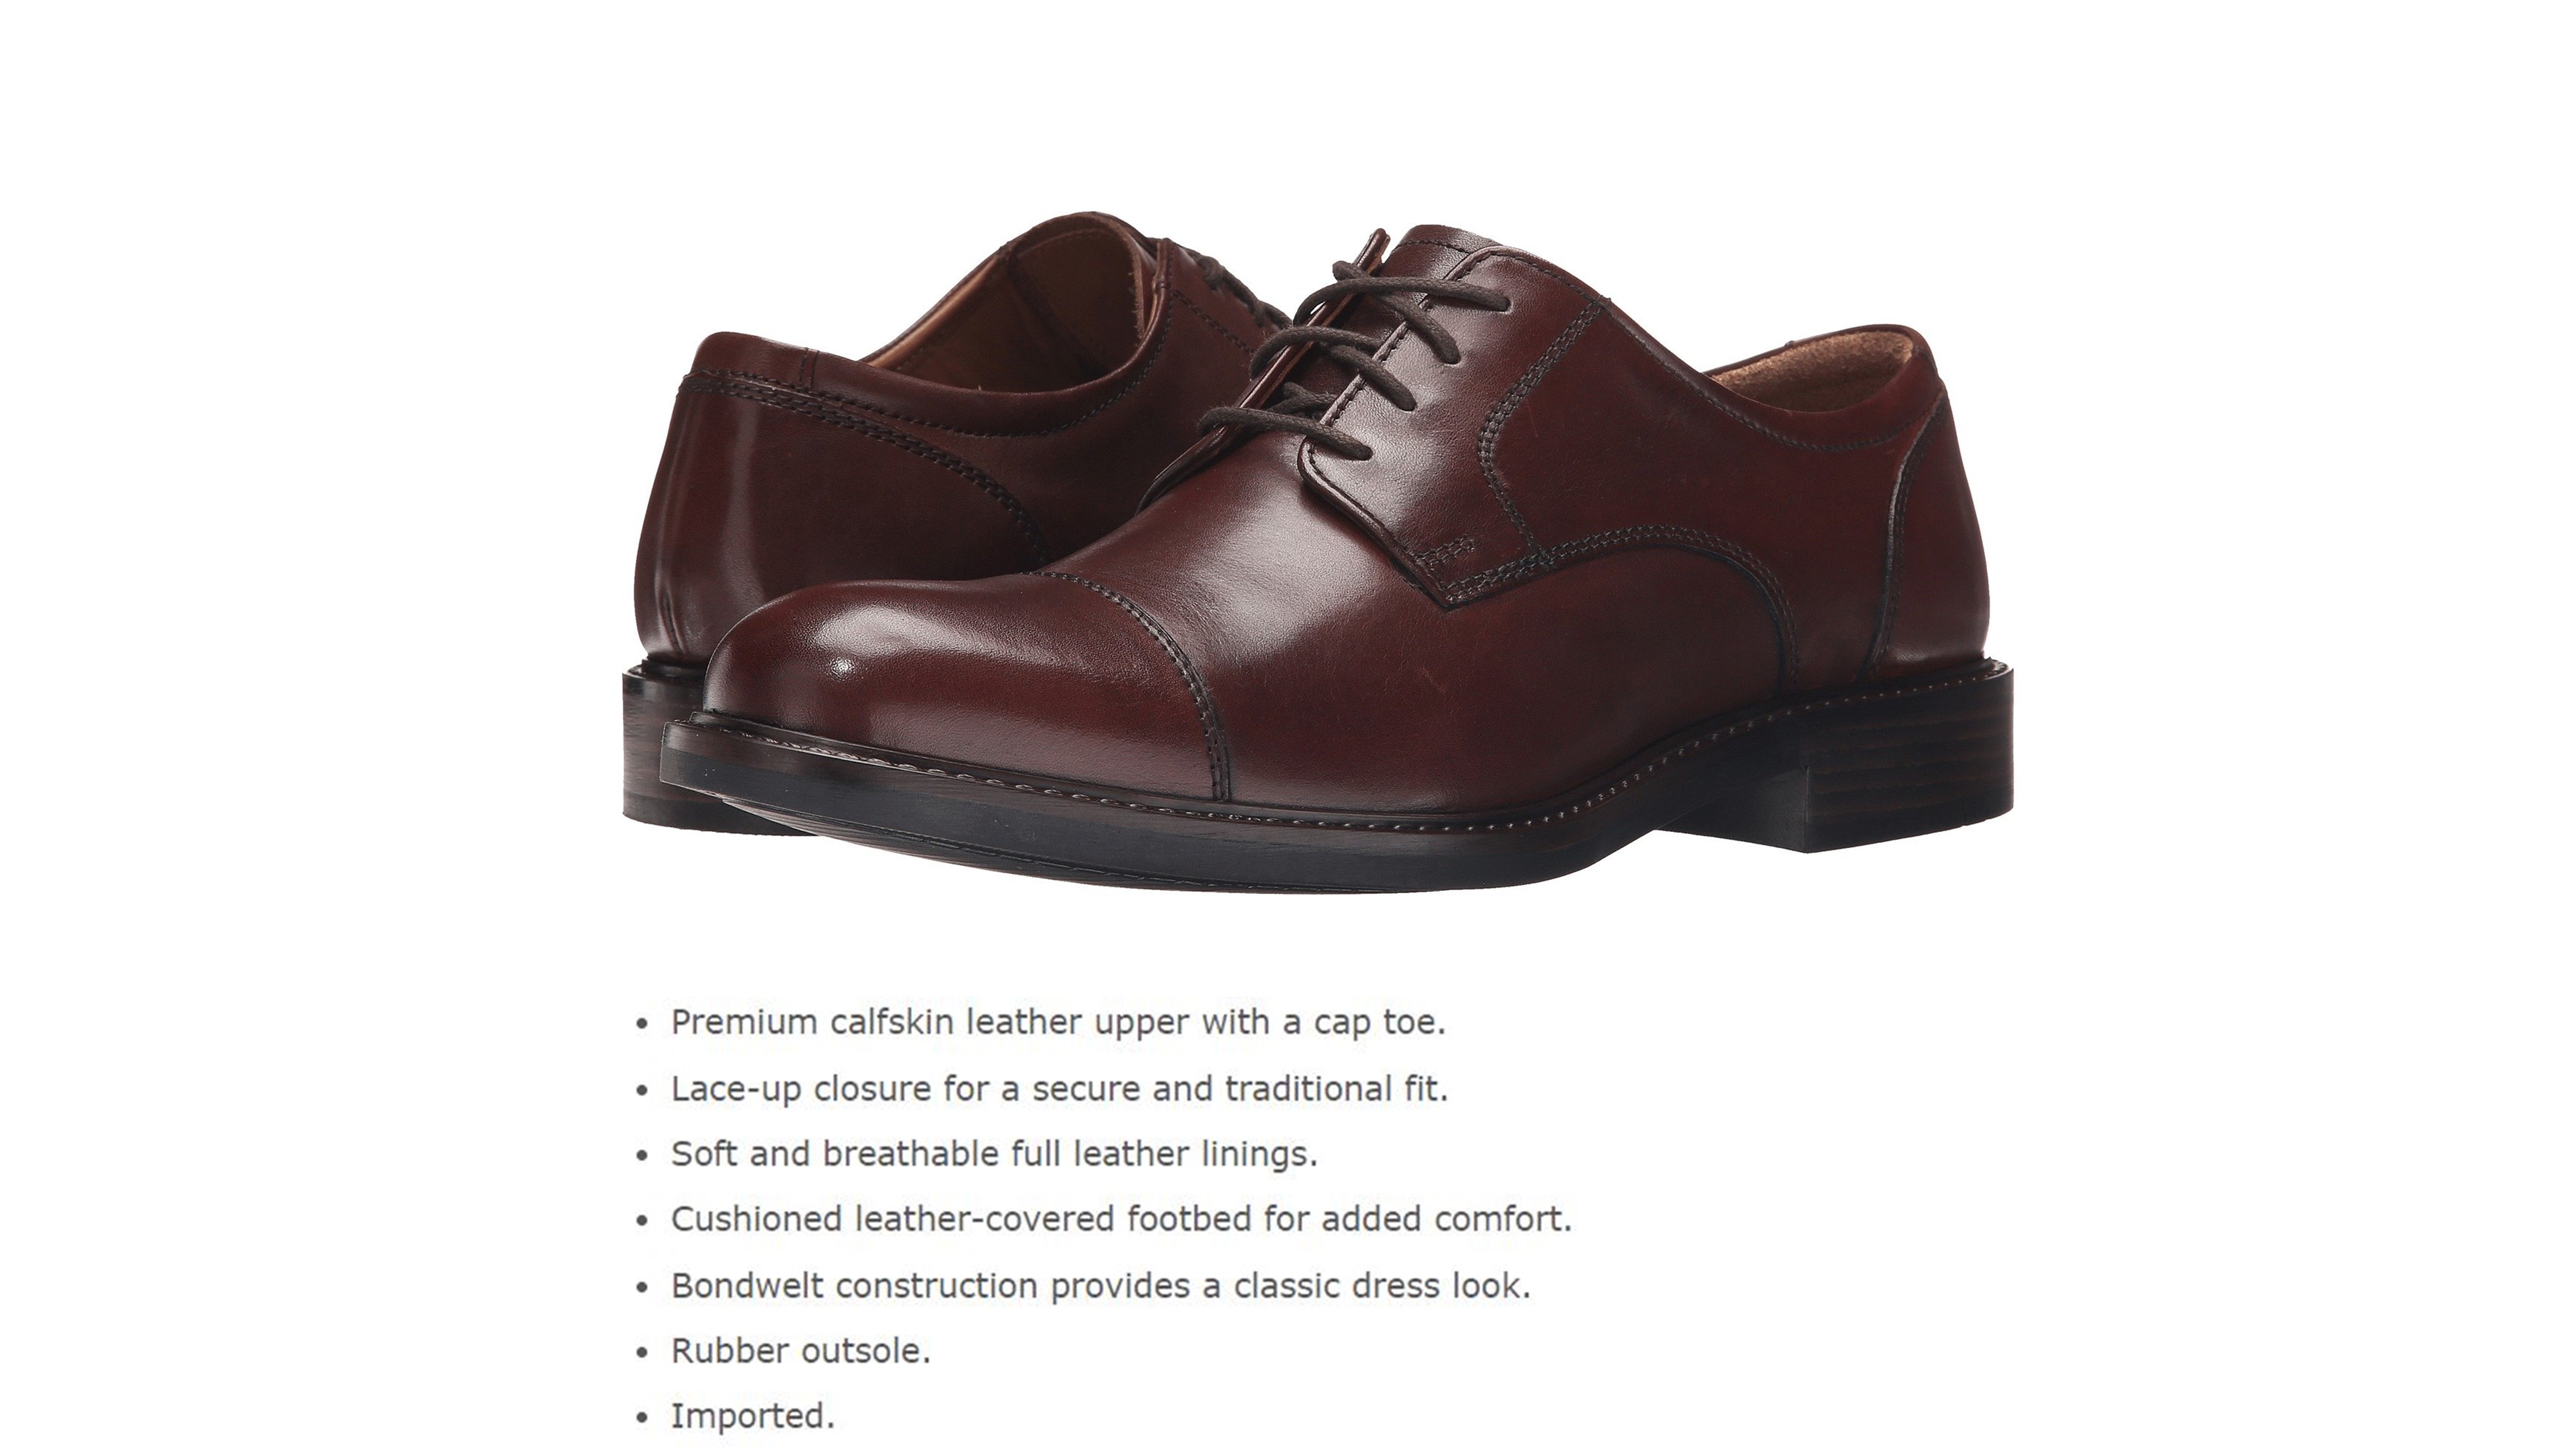 • Premium calfskin leather upper with a cap toe.
• Lace-up closure for a secure and traditional fit.
• Soft and breathable full leather linings.
• Cushioned leather-covered footbed for added comfort.
• Bondwelt construction provides a classic dress look.
• Rubber outsole.
• Imported.